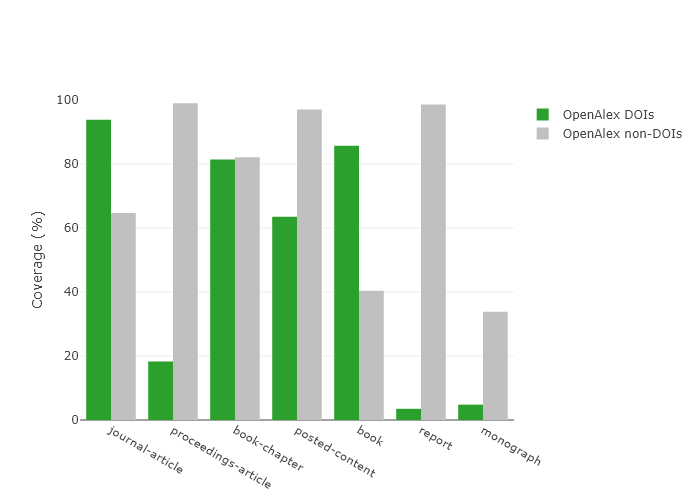 100
80
60
40
20
0
Coverage (%)
journal-article
proceedings-article
book-chapter
posted-content
book
report
monograph
OpenAlex DOIs
OpenAlex non-DOIs